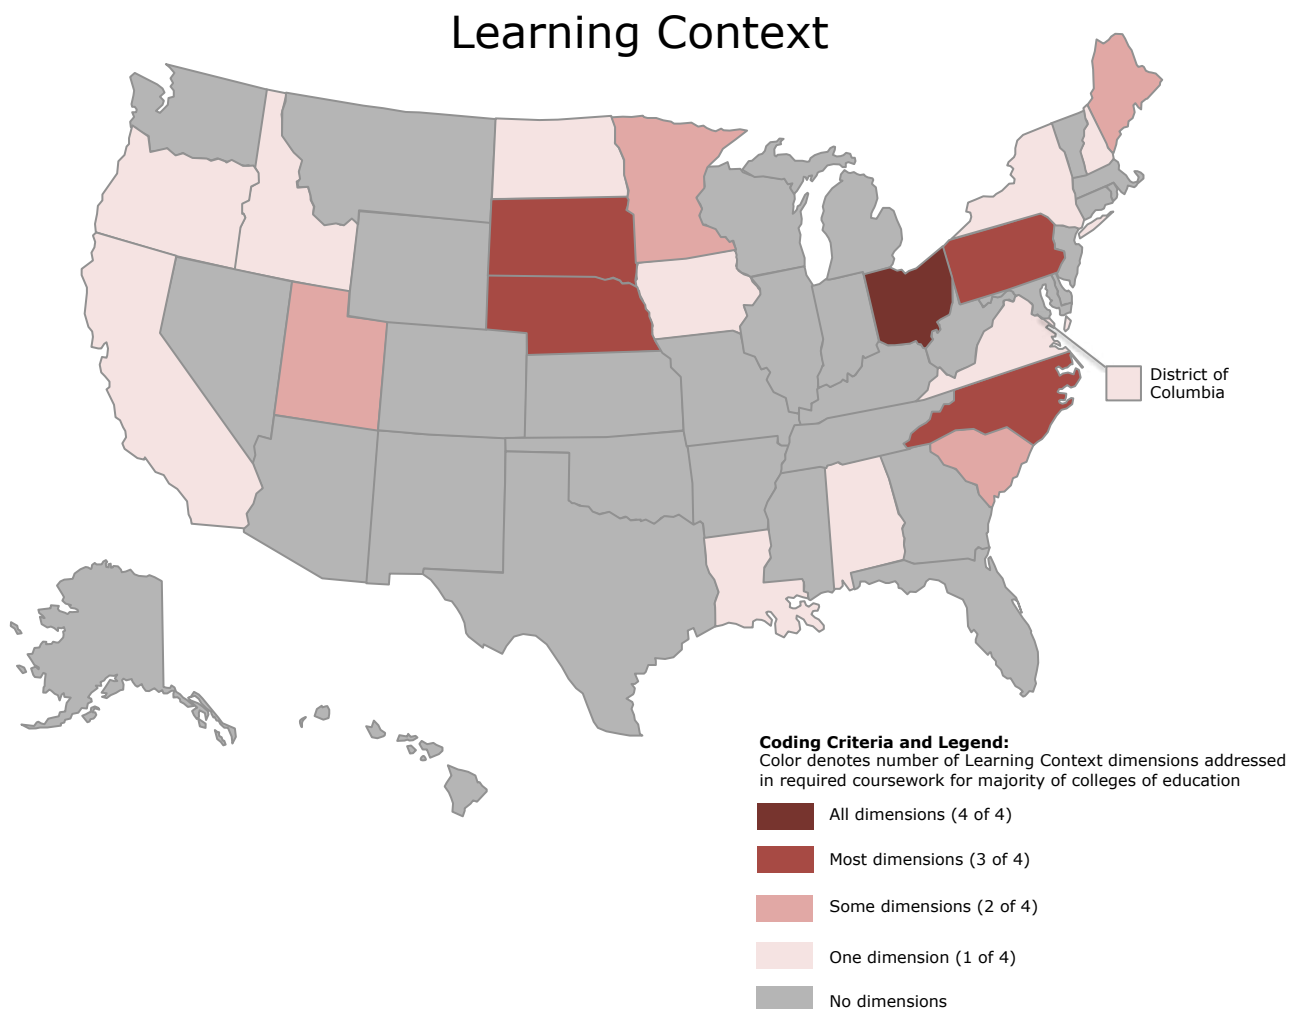 Learning Context
District of
Columbia
Coding Criteria and Legend:
Color denotes number of Learning Context dimensions addressed
in required coursework for majority of colleges of education
All dimensions (4 of 4)
Most dimensions (3 of 4)
Some dimensions (2 of 4)
One dimension (1 of 4)
No dimensions